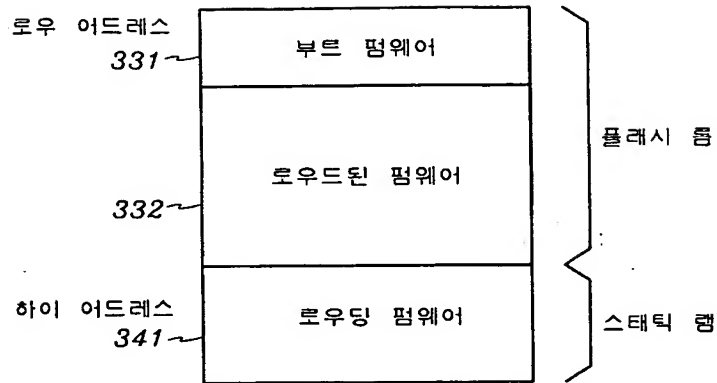 로우 어드레스
331
부트 펌웨어
332
로우드된 펌웨어
플래시 롬
하이 어드레스
341
로우딩 펌웨어
스태틱 램